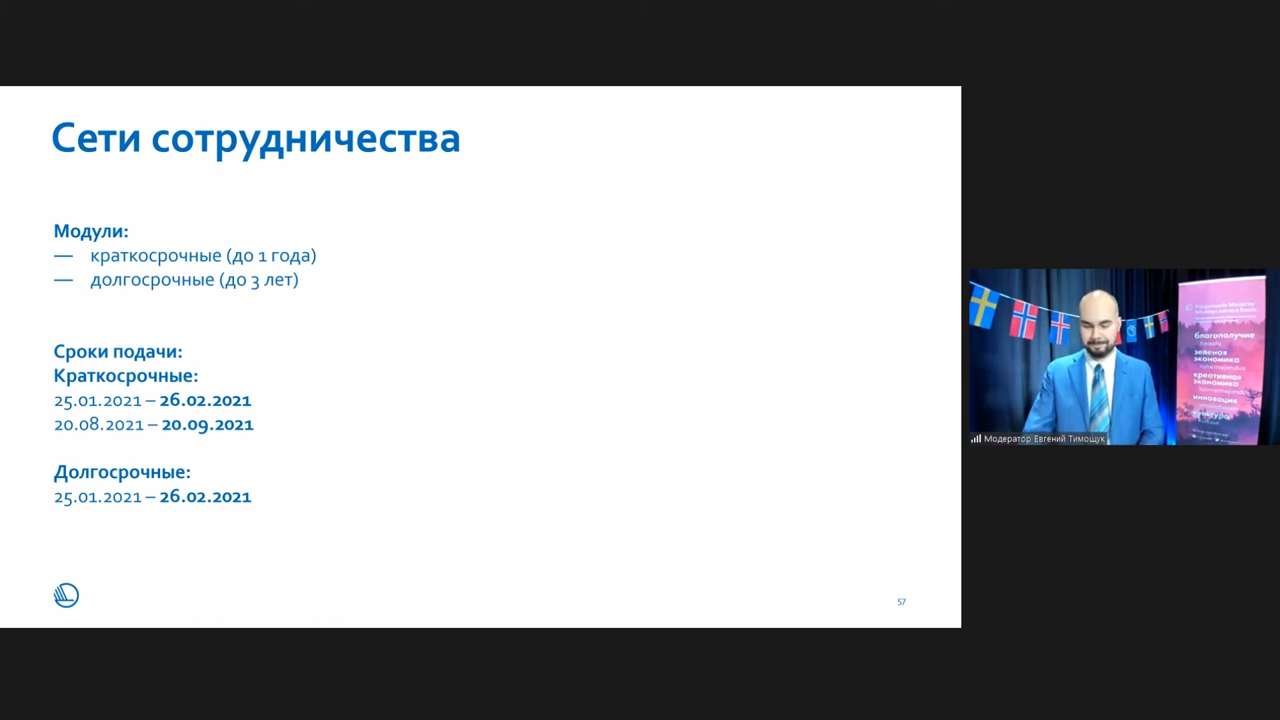 Сети сотрудничества
Модули:
— краткосрочные (до 1 года)
— долгосрочные (до 3 лет)
Сроки подачи:
Краткосрочные:
25.01.2021 – 26.02.2021
20.08.2021 – 20.09.2021
Долгосрочные:
25.01.2021 – 26.02.2021
57
благополучие
зеленая
экономика
креативная
экономика
инновация
культура
Модератор Евгений Тимощук